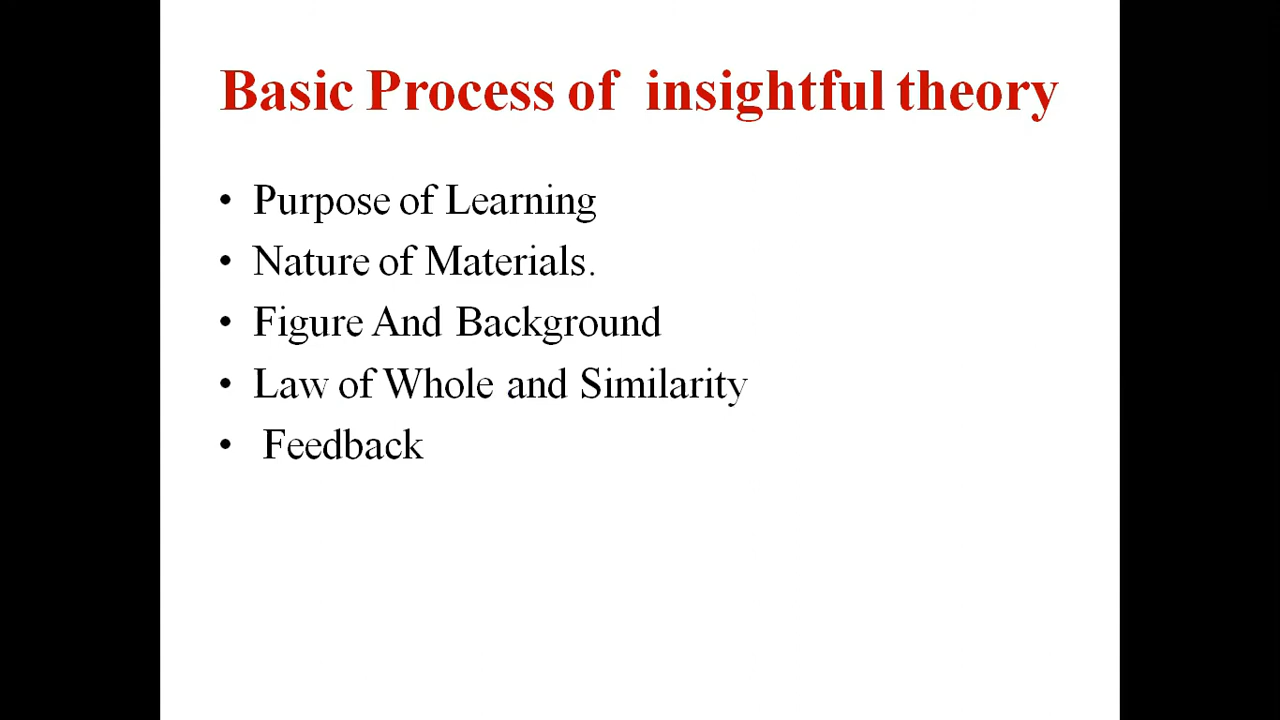 Basic Process of insightful theory
• Purpose of Learning
• Nature of Materials.
• Figure And Background
• Law of Whole and Similarity
• Feedback